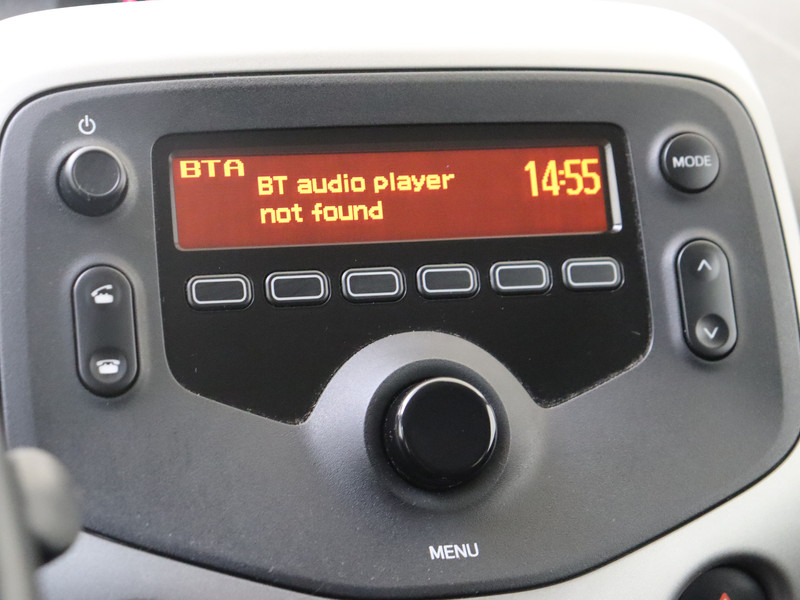 BTA
BT audio player
not found
14:55
MODE
MENU